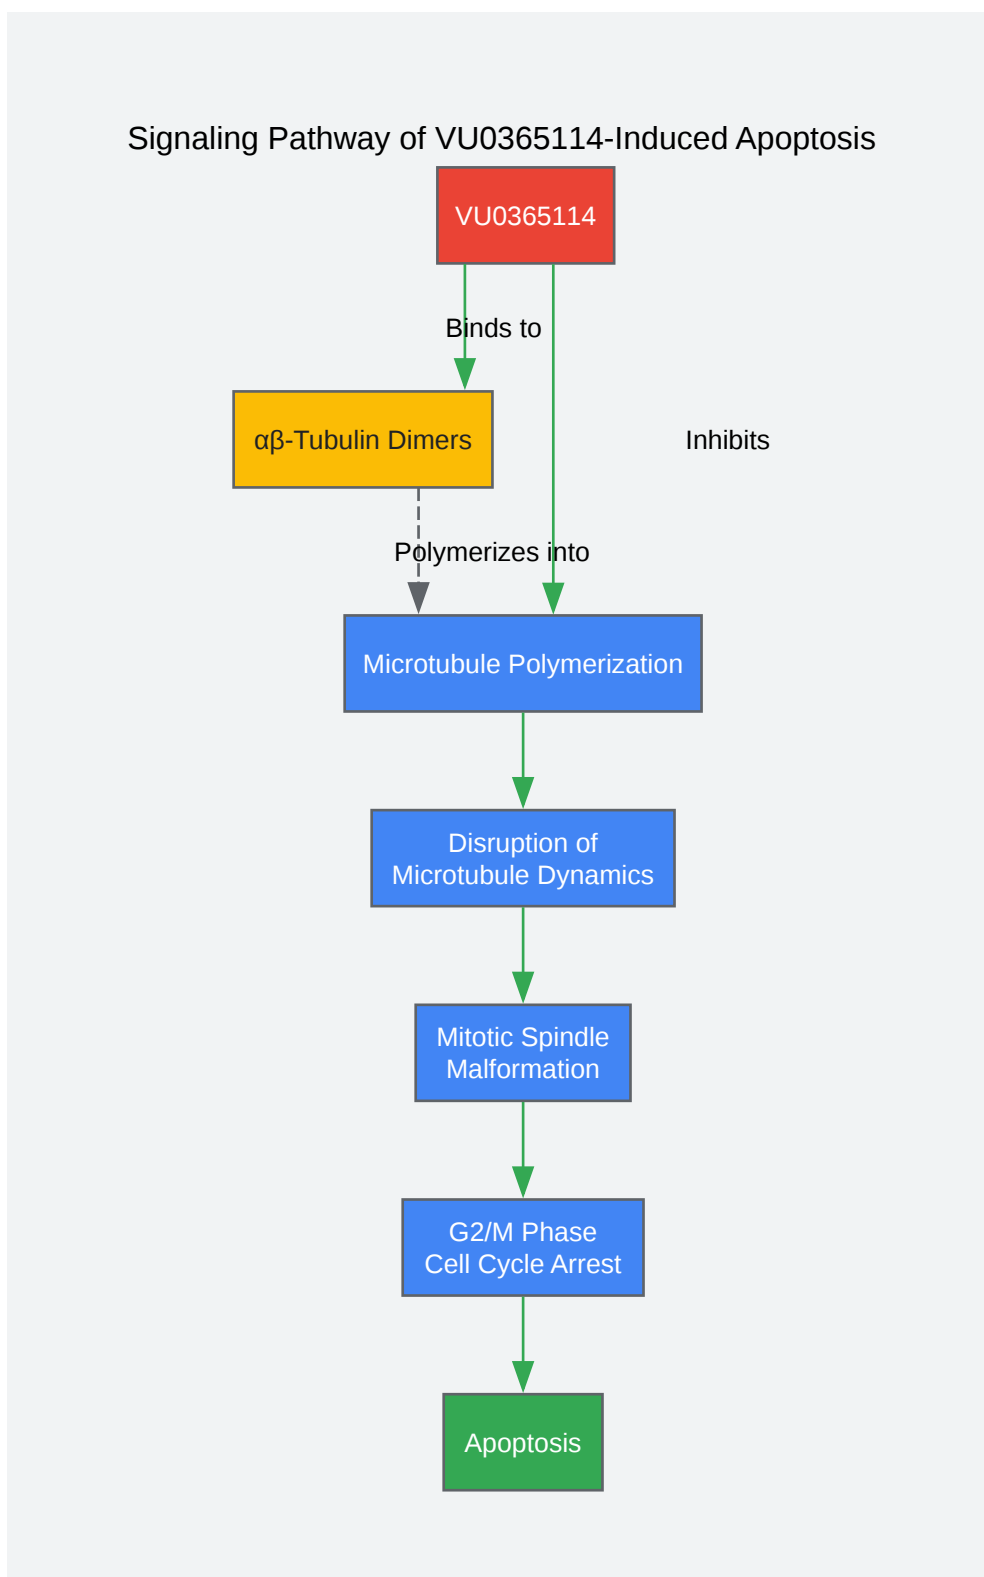 Signaling Pathway of VU0365114-Induced Apoptosis
VU0365114
Binds to
αβ-Tubulin Dimers
Inhibits
Polymerizes into
Microtubule Polymerization
Disruption of
Microtubule Dynamics
Mitotic Spindle
Malformation
G2/M Phase
Cell Cycle Arrest
Apoptosis